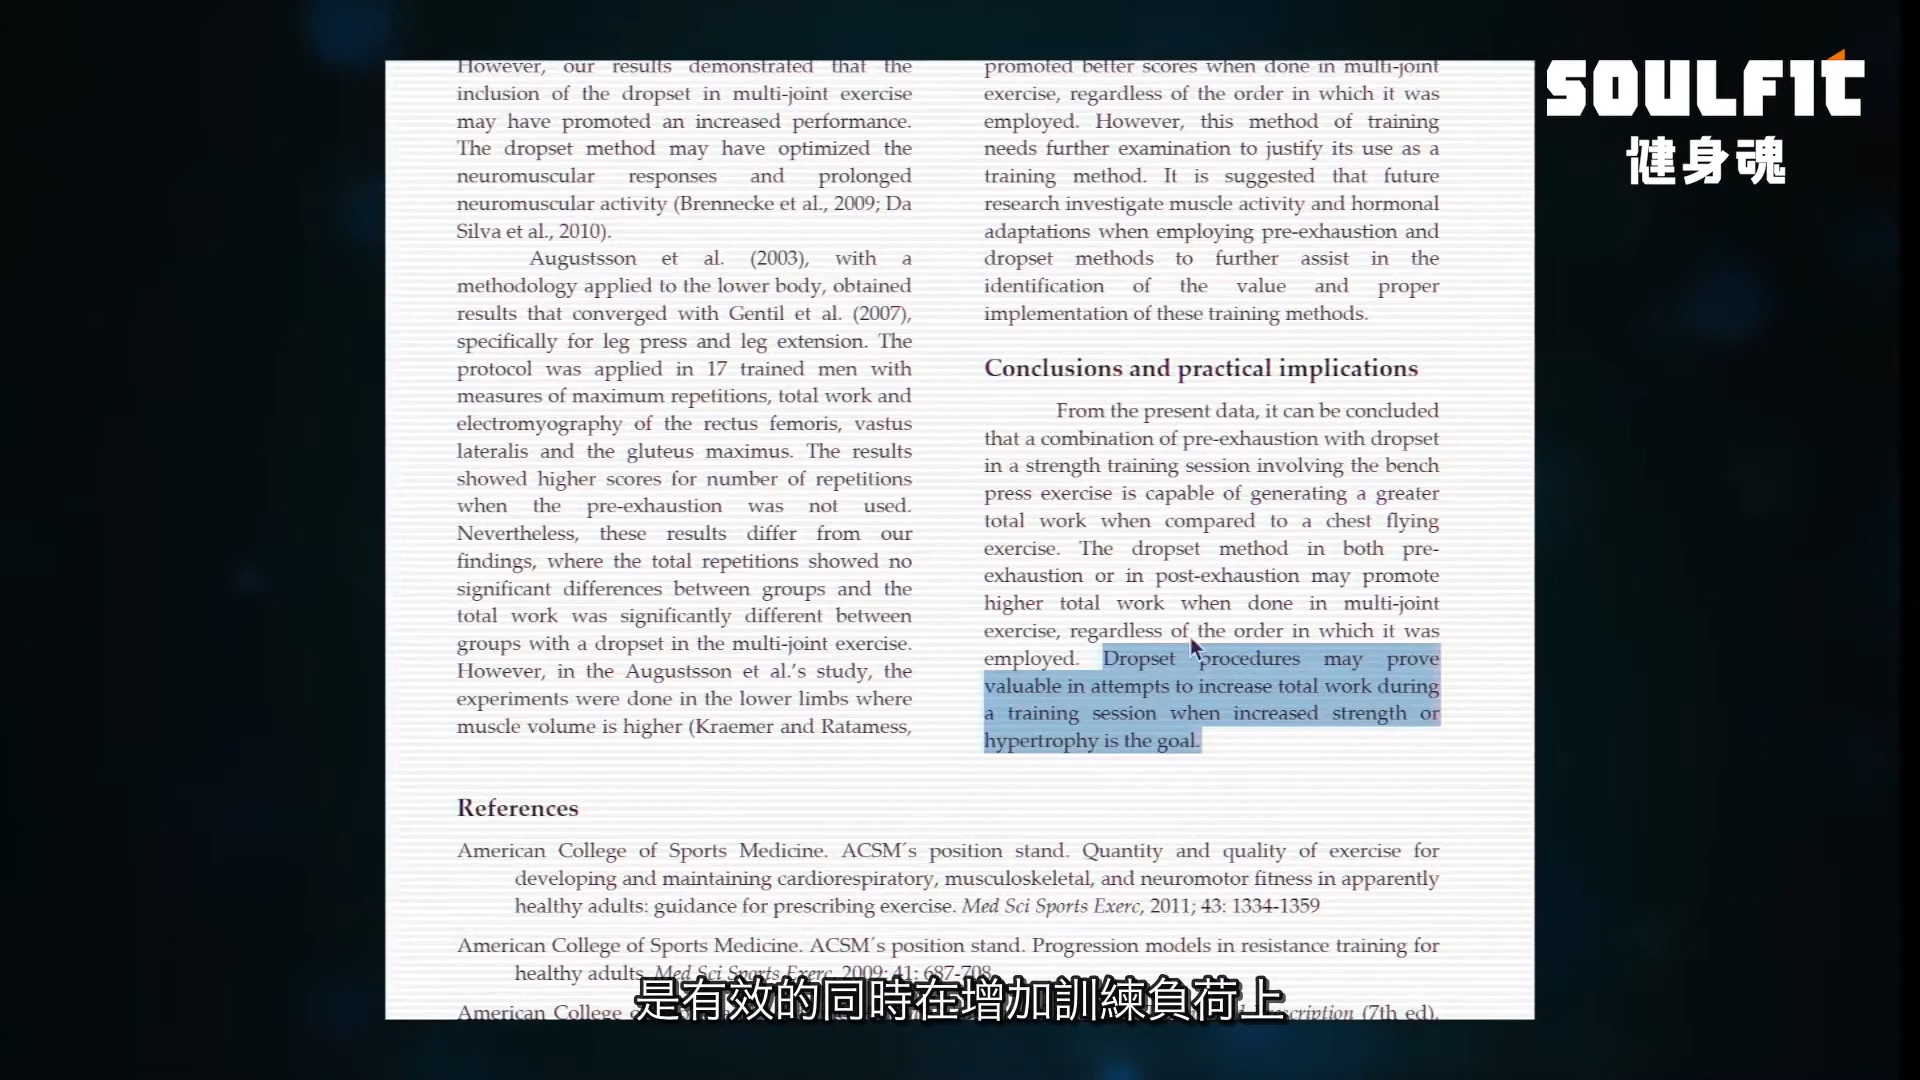 However, our results demonstrated that the
inclusion of the dropset in multi-joint exercise
may have promoted an increased performance.
The dropset method may have optimized the
neuromuscular responses and prolonged
neuromuscular activity (Brennecke et al., 2009; Da
Silva et al., 2010).
Augustsson et al. (2003), with a
methodology applied to the lower body, obtained
results that converged with Gentil et al. (2007),
specifically for leg press and leg extension. The
protocol was applied in 17 trained men with
measures of maximum repetitions, total work and
electromyography of the rectus femoris, vastus
lateralis and the gluteus maximus. The results
showed higher scores for number of repetitions
when the pre-exhaustion was not used.
Nevertheless, these results differ from our
findings, where the total repetitions showed no
significant differences between groups and the
total work was significantly different between
groups with a dropset in the multi-joint exercise.
However, in the Augustsson et al.'s study, the
experiments were done in the lower limbs where
muscle volume is higher (Kraemer and Ratamess,
promoted better scores when done in multi-joint
exercise, regardless of the order in which it was
employed. However, this method of training
needs further examination to justify its use as a
training method. It is suggested that future
research investigate muscle activity and hormonal
adaptations when employing pre-exhaustion and
dropset methods to further assist in the
identification of the value and proper
implementation of these training methods.
Conclusions and practical implications
From the present data, it can be concluded
that a combination of pre-exhaustion with dropset
in a strength training session involving the bench
press exercise is capable of generating a greater
total work when compared to a chest flying
exercise. The dropset method in both pre-
exhaustion or in post-exhaustion may promote
higher total work when done in multi-joint
exercise, regardless of the order in which it was
employed. Dropset procedures may prove
valuable in attempts to increase total work during
a training session when increased strength or
hypertrophy is the goal.
References
American College of Sports Medicine. ACSM´s position stand. Quantity and quality of exercise for
developing and maintaining cardiorespiratory, musculoskeletal, and neuromotor fitness in apparently
healthy adults: guidance for prescribing exercise. Med Sci Sports Exerc, 2011; 43: 1334-1359
American College of Sports Medicine. ACSM´s position stand. Progression models in resistance training for
healthy adults. Med Sci Sports Exerc, 2009; 41: 687-708
American College (7th ed).
是有效的同時在增加訓練負荷上
SOULFIT
健身魂